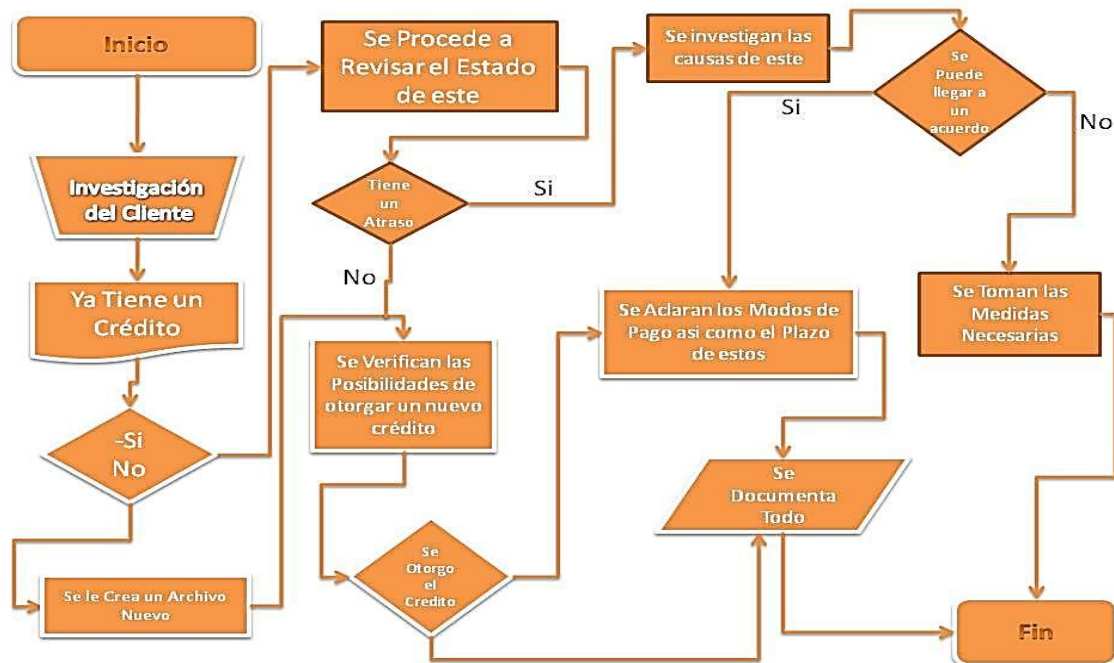 Inicio
Investigación
del Cliente
Ya Tiene un
Crédito
-Si
No
Se le Crea un Archivo
Nuevo
Se Procede a
Revisar el Estado
de este
Tiene
un
Atraso
Si
No
Se Verifican las
Posibilidades de
otorgar un nuevo
crédito
Se
Otorgo
el
Credito
Se investigan las
causas de este
Se
Puede
llegar a
un
acuerdo
Si
No
Se Aclaran los Modos de
Pago asi como el Plazo
de estos
Se Toman las
Medidas
Necesarias
Se
Documenta
Todo
Fin